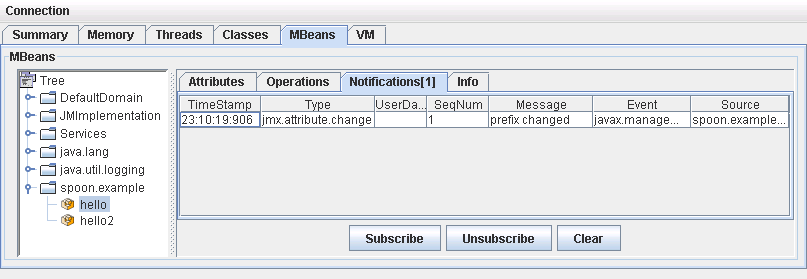 Connection
Summary Memory Threads Classes MBeans VM
MBeans
Tree
DefaultDomain
JMImplementation
Services
java.lang
java.util.logging
spoon.example
hello
hello2
Attributes Operations Notifications[1] Info
TimeStamp Type UserDa... SeqNum Message Event Source
23:10:19:906 jmx.attribute.change 1 prefix changed javax.manage... spoon.example...
Subscribe Unsubscribe Clear